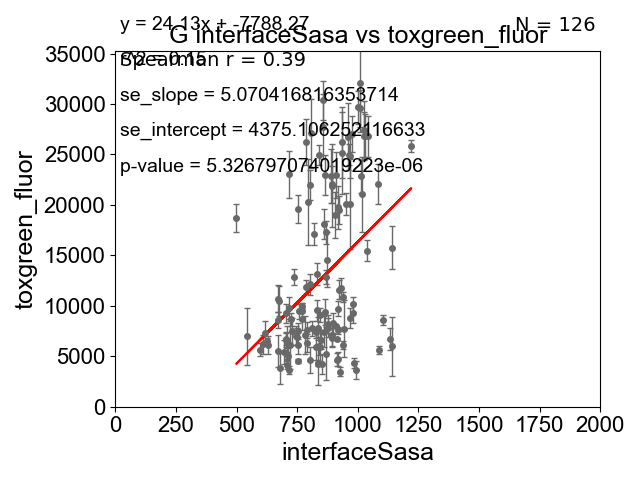 y = 24.13x + -7788.27
N = 126
G interfaceSasa vs toxgreen_fluor
Spearman r = 0.39
se_slope = 5.070416816353714
se_intercept = 4375.106252116633
p-value = 5.326797074019223e-06
35000
30000
25000
20000
15000
10000
5000
0
toxgreen_fluor
0 250 500 750 1000 1250 1500 1750 2000
interfaceSasa